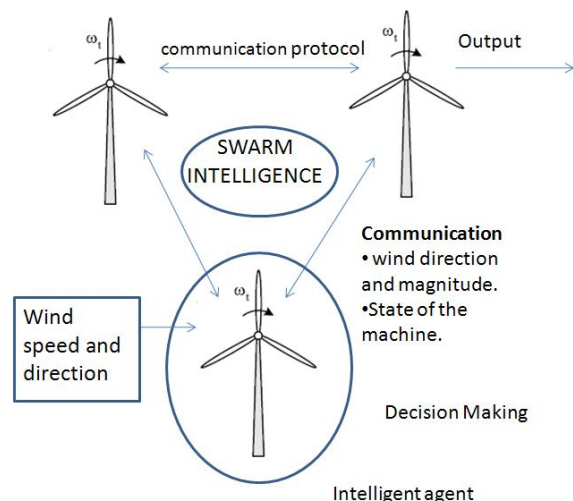 ωt
communication protocol
ωt
Output
SWARM
INTELLIGENCE
Communication
• wind direction
and magnitude.
•State of the
machine.
ωt
Wind
speed and
direction
Decision Making
Intelligent agent